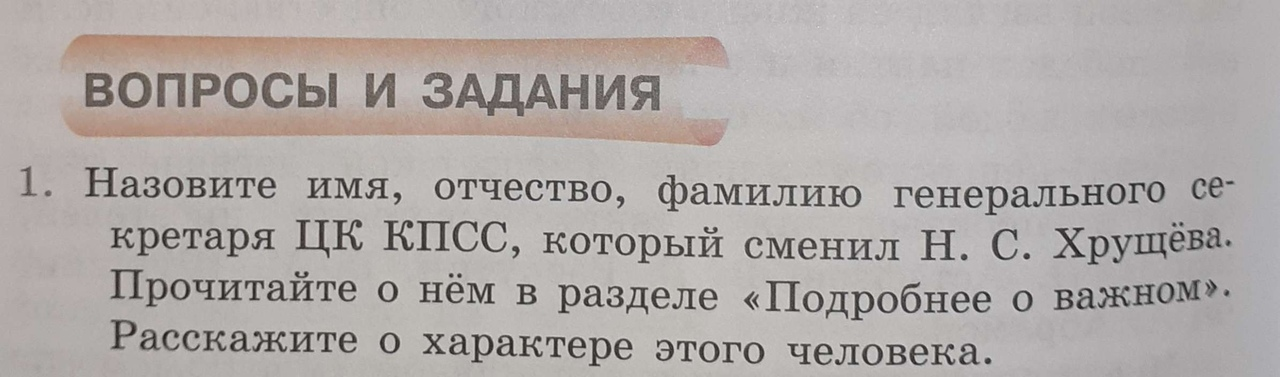 ВОПРОСЫ И ЗАДАНИЯ
1. Назовите имя, отчество, фамилию генерального се-
кретаря ЦК КПСС, который сменил Н. С. Хрущёва.
Прочитайте о нём в разделе «Подробнее о важном».
Расскажите о характере этого человека.